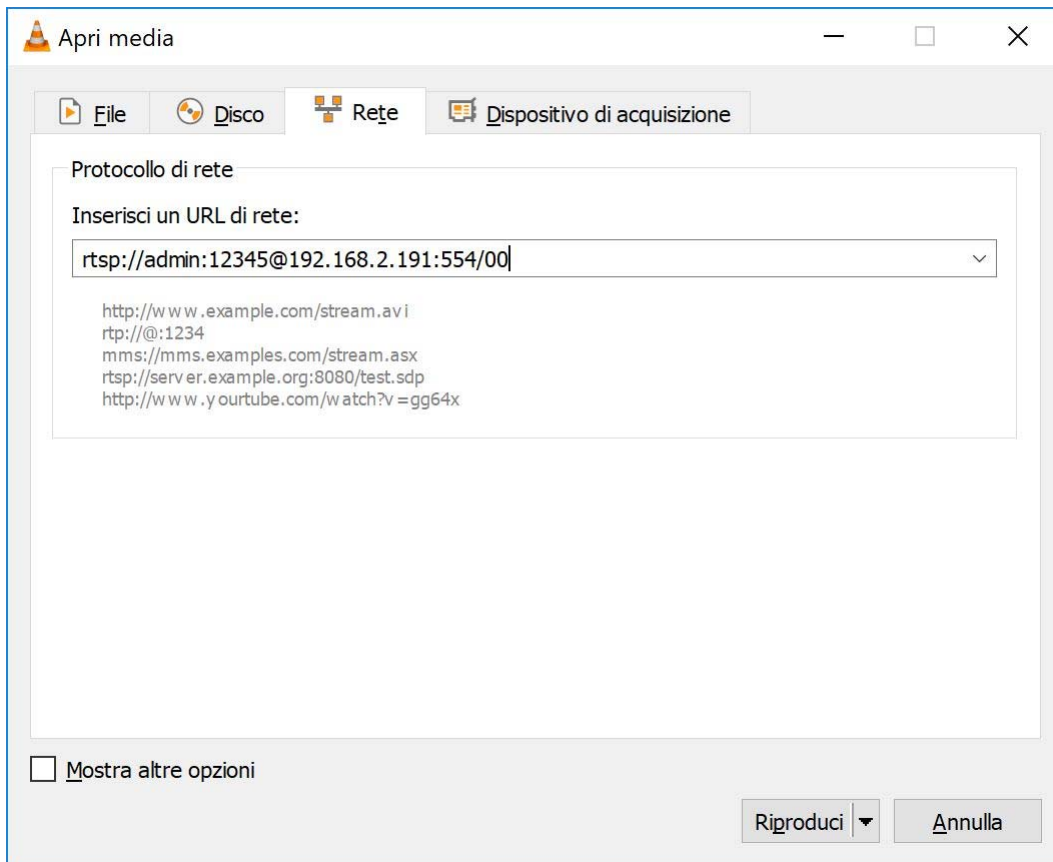 Apri media
File
Disco
Rete
Dispositivo di acquisizione
Protocollo di rete
Inserisci un URL di rete:
rtsp://admin:12345@192.168.2.191:554/00
http://www.example.com/stream.avi
rtp://@:1234
mms://mms.examples.com/stream.asx
rtsp://server.example.org:8080/test.sdp
http://www.yourtube.com/watch?v=gg64x
Mostra altre opzioni
Riproduci
Annulla